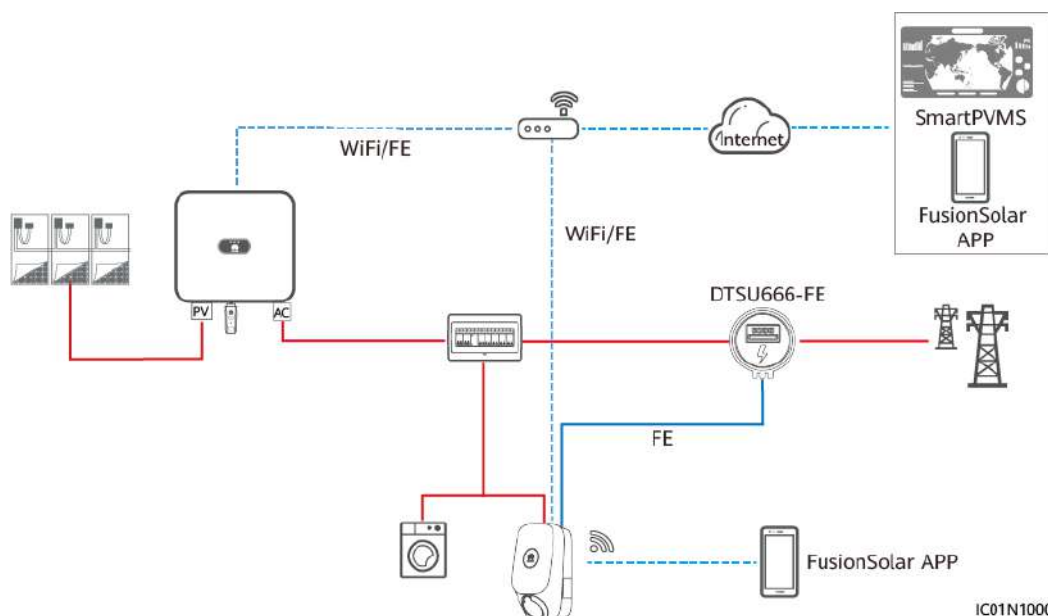 SmartPVMS
FusionSolar
APP
Internet
WiFi/FE
WiFi/FE
PV
AC
DTSU666-FE
FE
FusionSolar APP